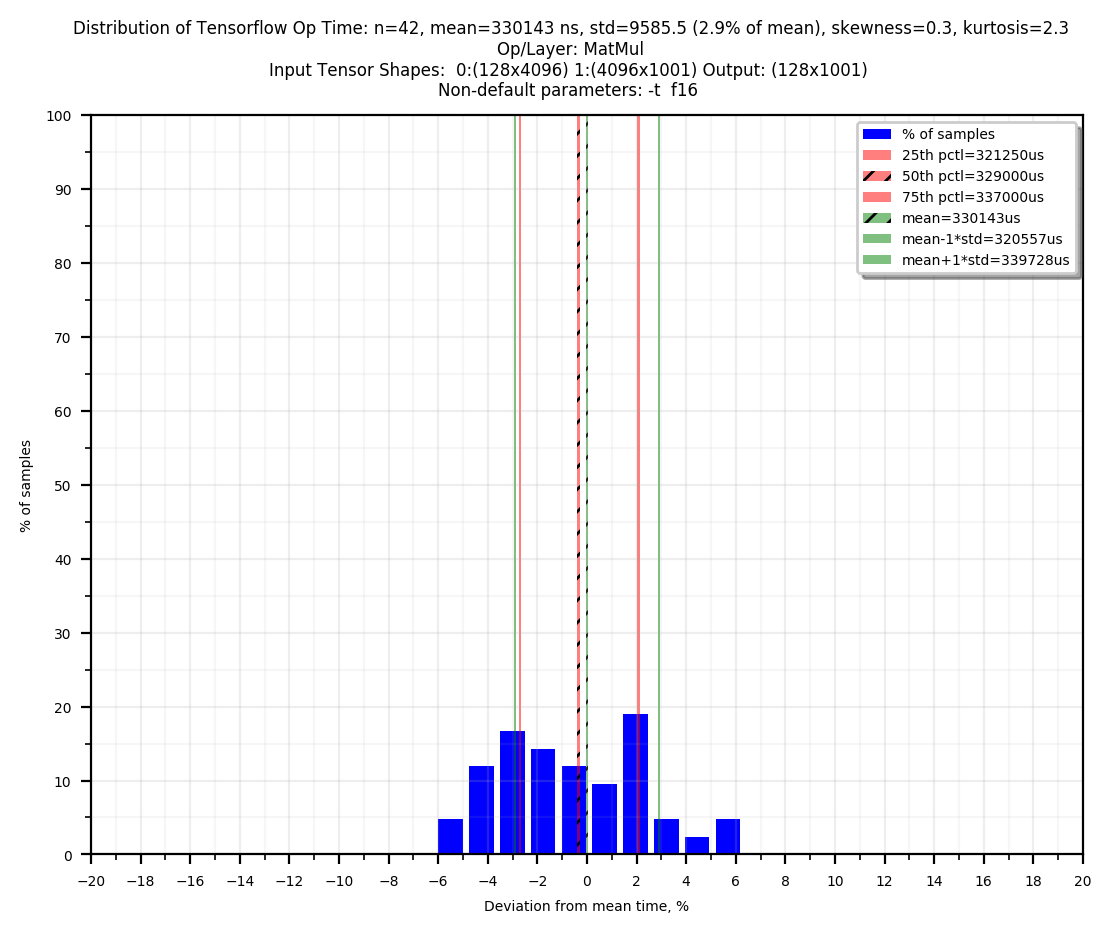 Distribution of Tensorflow Op Time: n=42, mean=330143 ns, std=9585.5 (2.9% of mean), skewness=0.3, kurtosis=2.3
Op/Layer: MatMul
Input Tensor Shapes:  0:(128x4096) 1:(4096x1001) Output: (128x1001)
Non-default parameters: -t  f16
% of samples
25th pctl=321250us
50th pctl=329000us
75th pctl=337000us
mean=330143us
mean-1*std=320557us
mean+1*std=339728us
100
90
80
70
60
50
40
30
20
10
0
% of samples
−20 −18 −16 −14 −12 −10 −8 −6 −4 −2 0 2 4 6 8 10 12 14 16 18 20
Deviation from mean time, %